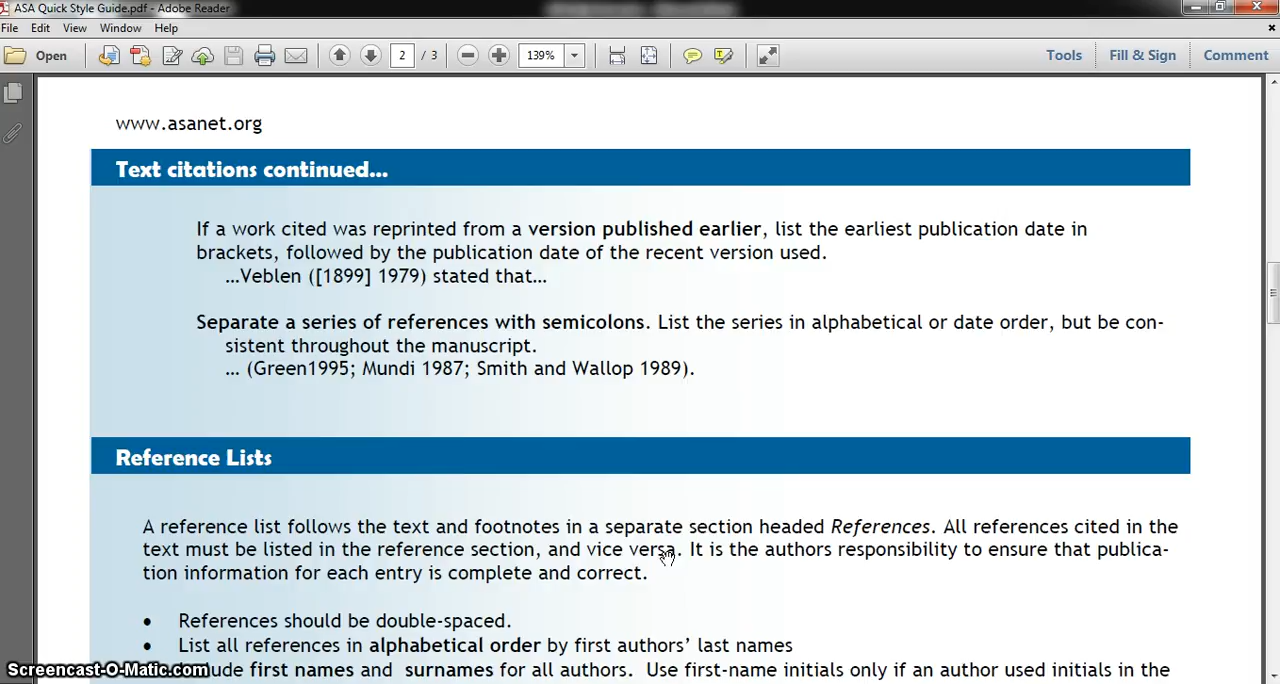 ASA Quick Style Guide.pdf - Adobe Reader
File Edit View Window Help
Open 2 / 3 139% Tools Fill & Sign Comment
www.asanet.org
Text citations continued...
If a work cited was reprinted from a version published earlier, list the earliest publication date in
brackets, followed by the publication date of the recent version used.
…Veblen ([1899] 1979) stated that…
Separate a series of references with semicolons. List the series in alphabetical or date order, but be con-
sistent throughout the manuscript.
… (Green1995; Mundi 1987; Smith and Wallop 1989).
Reference Lists
A reference list follows the text and footnotes in a separate section headed References. All references cited in the
text must be listed in the reference section, and vice versa. It is the authors responsibility to ensure that publica-
tion information for each entry is complete and correct.
• References should be double-spaced.
• List all references in alphabetical order by first authors’ last names
first names and surnames for all authors. Use first-name initials only if an author used initials in the
Screencast-O-Matic.com